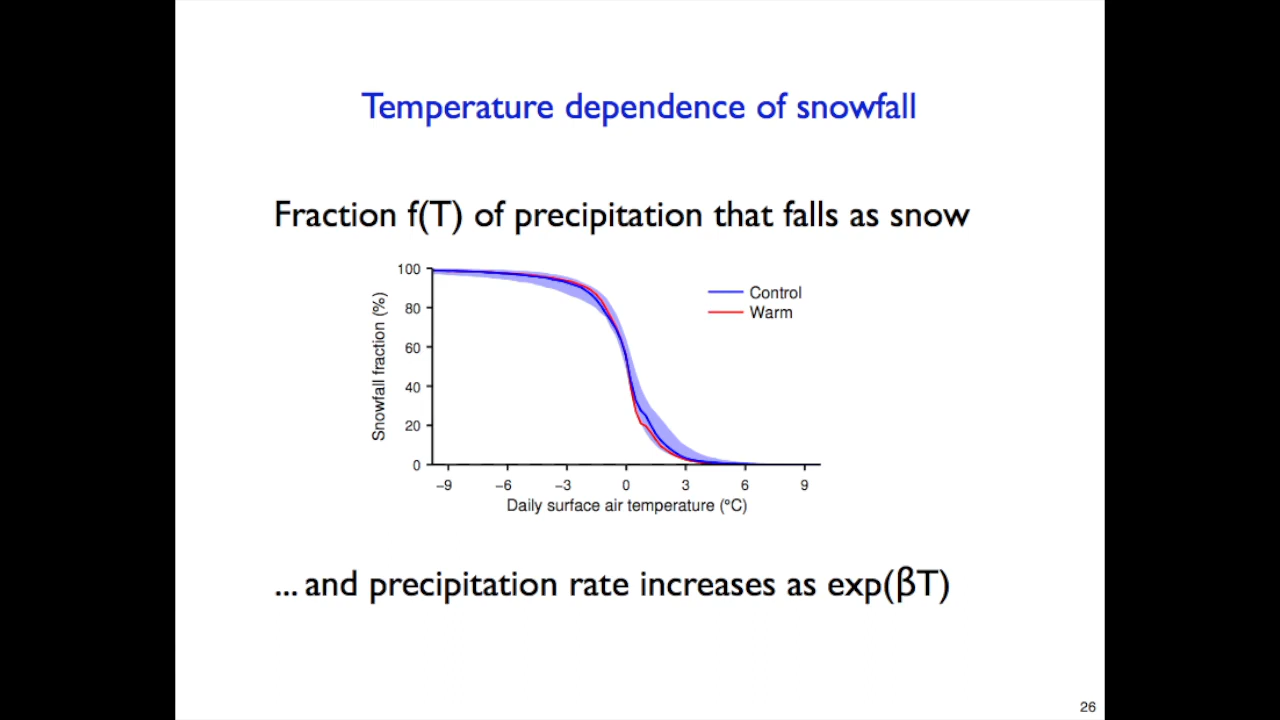 Temperature dependence of snowfall
Fraction f(T) of precipitation that falls as snow
100
80
60
40
20
0
Snowfall fraction (%)
Control
Warm
−9 −6 −3 0 3 6 9
Daily surface air temperature (°C)
... and precipitation rate increases as exp(βT)
26